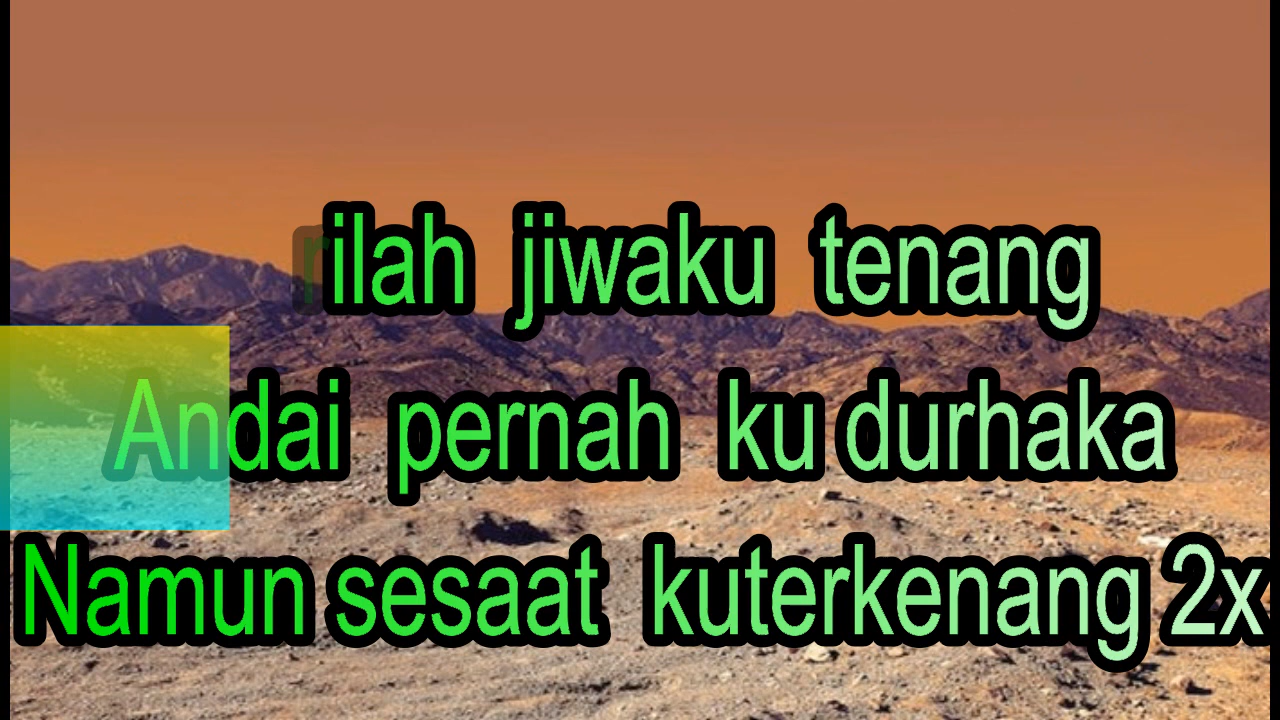 rilah jiwaku tenang
Andai pernah ku durhaka
Namun sesaat kuterkenang 2x